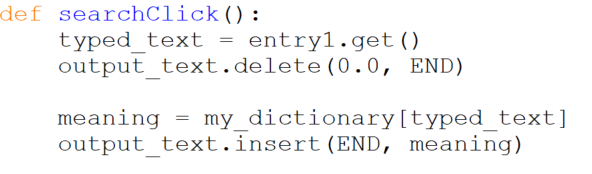 def searchClick():
    typed_text = entry1.get()
    output_text.delete(0.0, END)

    meaning = my_dictionary[typed_text]
    output_text.insert(END, meaning)